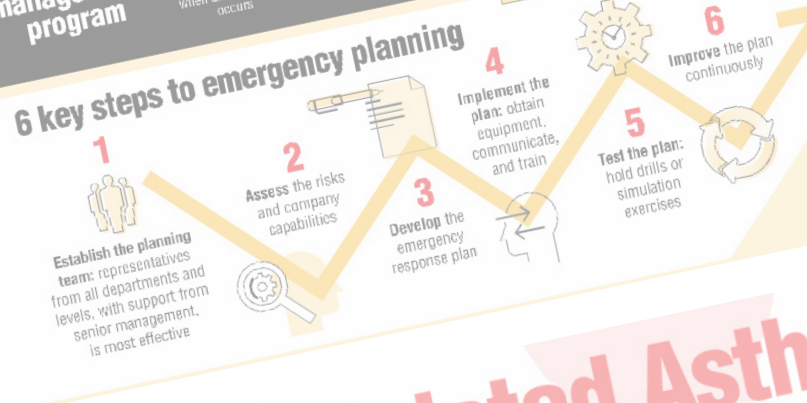 program
occurs
6 key steps to emergency planning
1
Establish the planning
team: representatives
from all departments and
levels, with support from
senior management,
is most effective
2
Assess the risks
and company
capabilities
3
Develop the
emergency
response plan
4
Implement the
plan: obtain
equipment,
communicate,
and train
5
Test the plan:
hold drills or
simulation
exercises
6
Improve the plan
continuously